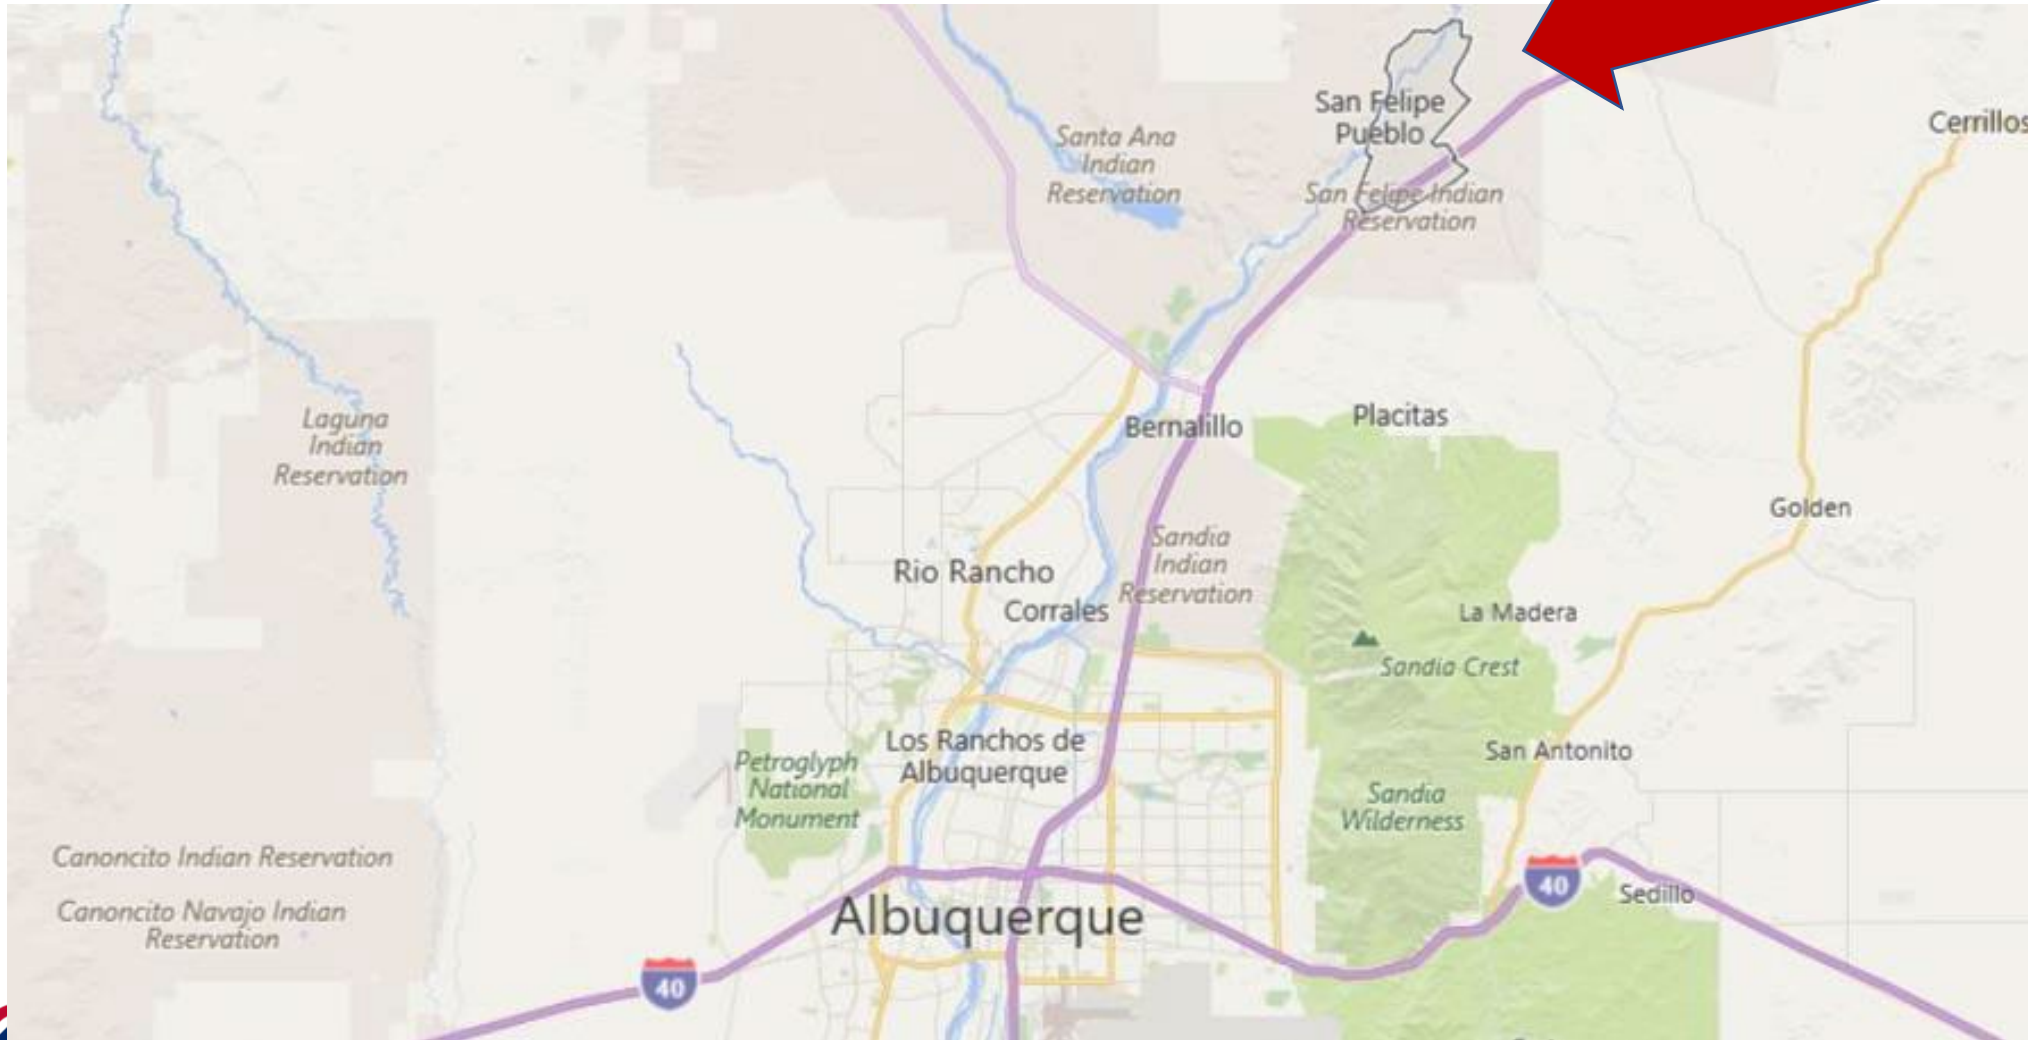 San Felipe
Pueblo
Cerrillos
Santa Ana
Indian
Reservation
San Felipe Indian
Reservation
Laguna
Indian
Reservation
Bernalillo
Placitas
Golden
Sandia
Indian
Reservation
Rio Rancho
Corrales
La Madera
Sandia Crest
Los Ranchos de
Albuquerque
San Antonito
Petroglyph
National
Monument
Sandia
Wilderness
Canoncito Indian Reservation
Canoncito Navajo Indian
Reservation
40
Sedillo
Albuquerque
40